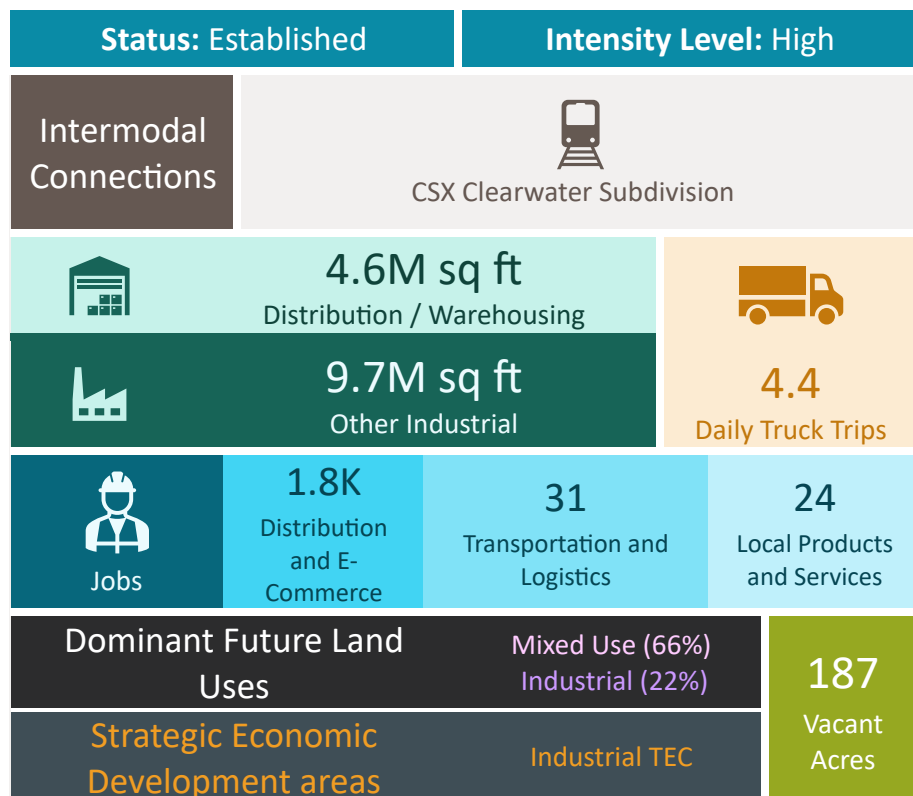 Status: Established
Intensity Level: High
Intermodal
Connections
CSX Clearwater Subdivision
4.6M sq ft
Distribution / Warehousing
9.7M sq ft
Other Industrial
4.4
Daily Truck Trips
Jobs
1.8K
Distribution
and E-
Commerce
31
Transportation and
Logistics
24
Local Products
and Services
Dominant Future Land
Uses
Mixed Use (66%)
Industrial (22%)
187
Vacant
Acres
Strategic Economic
Development areas
Industrial TEC